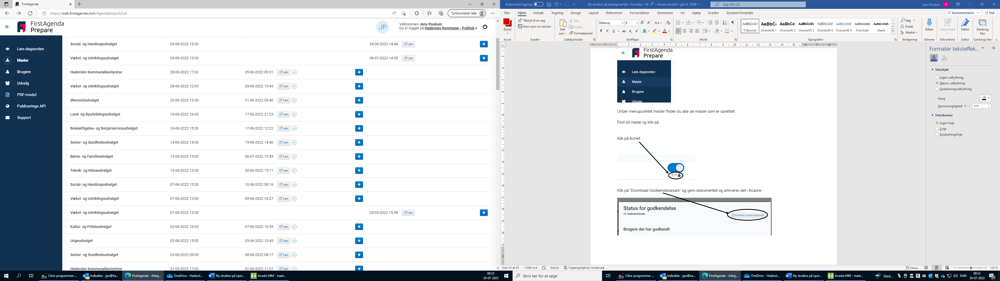 FirstAgenda
https://web.firstagenda.com/AgendaImport/List
Synkroniserer ikke
FirstAgenda
Prepare
JP
Velkommen Jens Poulsen
Du er logget på Haderslev Kommune - Politisk
Læs dagsorden
Møder
Brugere
Udvalg
PDF-modul
Publicerings API
Support
Social- og Handicapudvalget 09-08-2022 15:30 24-06-2022 14:44 Læs
Vækst- og Udviklingsudvalget 09-08-2022 13:00 08-07-2022 14:35 Læs
Haderslev Kommunalbestyrelse 28-06-2022 17:00 29-06-2022 09:31 Læs
Vækst- og Udviklingsudvalget 28-06-2022 12:00 29-06-2022 15:43 Læs
Økonomiudvalget 20-06-2022 13:30 21-06-2022 09:40 Læs
Land- og Byudviklingsudvalget 16-06-2022 16:00 17-06-2022 21:23 Læs
Beskæftigelse- og Borgerserviceudvalget 16-06-2022 15:30 17-06-2022 12:22 Læs
Senior- og Sundhedsudvalget 14-06-2022 14:00 15-06-2022 14:46 Læs
Børne- og Familieudvalget 13-06-2022 15:00 06-07-2022 13:43 Læs
Teknik- og Klimaudvalget 13-06-2022 13:00 20-06-2022 15:11 Læs
Social- og Handicapudvalget 07-06-2022 15:30 10-06-2022 08:16 Læs
Vækst- og Udviklingsudvalget 07-06-2022 13:00 09-06-2022 18:27 Læs
Vækst- og Udviklingsudvalget 07-06-2022 13:00 25-05-2022 15:59 Læs
Kultur- og Fritidsudvalget 02-06-2022 16:00 07-06-2022 16:35 Læs
Ungeudvalget 02-06-2022 15:00 03-06-2022 13:45 Læs
Senior- og Sundhedsudvalget 02-06-2022 09:00 08-06-2022 08:17 Læs
Haderslev Kommunalbestyrelse 31-05-2022 17:00 01-06-2022 11:07 Læs
Automatisk lagring Ny struktur på opslagsværket - formalia - V4 • Senest ændret: I går kl. 16:09 Søg (Alt+Q) Jens Poulsen JP
Filer Hjem Indsæt Tegning Design Layout Referencer Forsendelser Gennemse Vis Hjælp Acadre DynamicTemplate Kommentarer Del
Assist
Tilknyt til en sag
Gem som ny version
Assist Acadre
Sæt ind
Klip
Kopiér
Formatpensel
Udklipsholder
Raleway 9
F K U
Skrifttype
Afsnit
AaBbCcDc AaBbCc AaBbCcI AaBbCcDc AaBbCcDd AaBbCcDdE AaBbCcDdEe AaBbCcDdEe
¶ Normal Overskrift 1 Overskrift 2 Overskrift 3 Overskrift 4 Overskrift 5 Fremhæv Stærk
Typografier
Søg
Erstat
Markér
Redigering
Dikter
Stemme
Følsomhed
Følsomhed
Editor
Editor
Genbrug filer
Genbrug filer
FirstAgenda
Prepare
Læs dagsorden
Møder
Brugere
Udvalg
Under menupunktet møder finder du alle de møder som er oprettet.
Find dit møde og klik på
Klik på ikonet
7/7
Klik på "Download Godkendelsesark" og gem dokumentet og arkiverer det i Acadre
Status for godkendelse
28: Underskriftsside
Download Godkendelsesark
Brugere der har godkendt
Formatér teksteffek...
Tekstfyld
Ingen udfyldning
Massiv udfyldning
Gradueringsudfyldning
Farve
Gennemsigtighed 0 %
Tekstkontur
Ingen linje
Linje
Gradueringslinje
Side 54 af 55 11490 ord Dansk Tilgængelighed: Undersøg Fokus 120 %
Citrix programmer ... Indbakke - jpo@ha... FirstAgenda - Arbej... OneDrive - Hadersl... Ny struktur på opsl... Acadre MM - mød...
08:33
29-07-2022
Skriv her for at søge
Citrix programmer ... Indbakke - jpo@ha... FirstAgenda - Arbej... OneDrive - Hadersl... Ny struktur på opsl... Acadre MM - mød...
Sted... DAN
08:33
29-07-2022